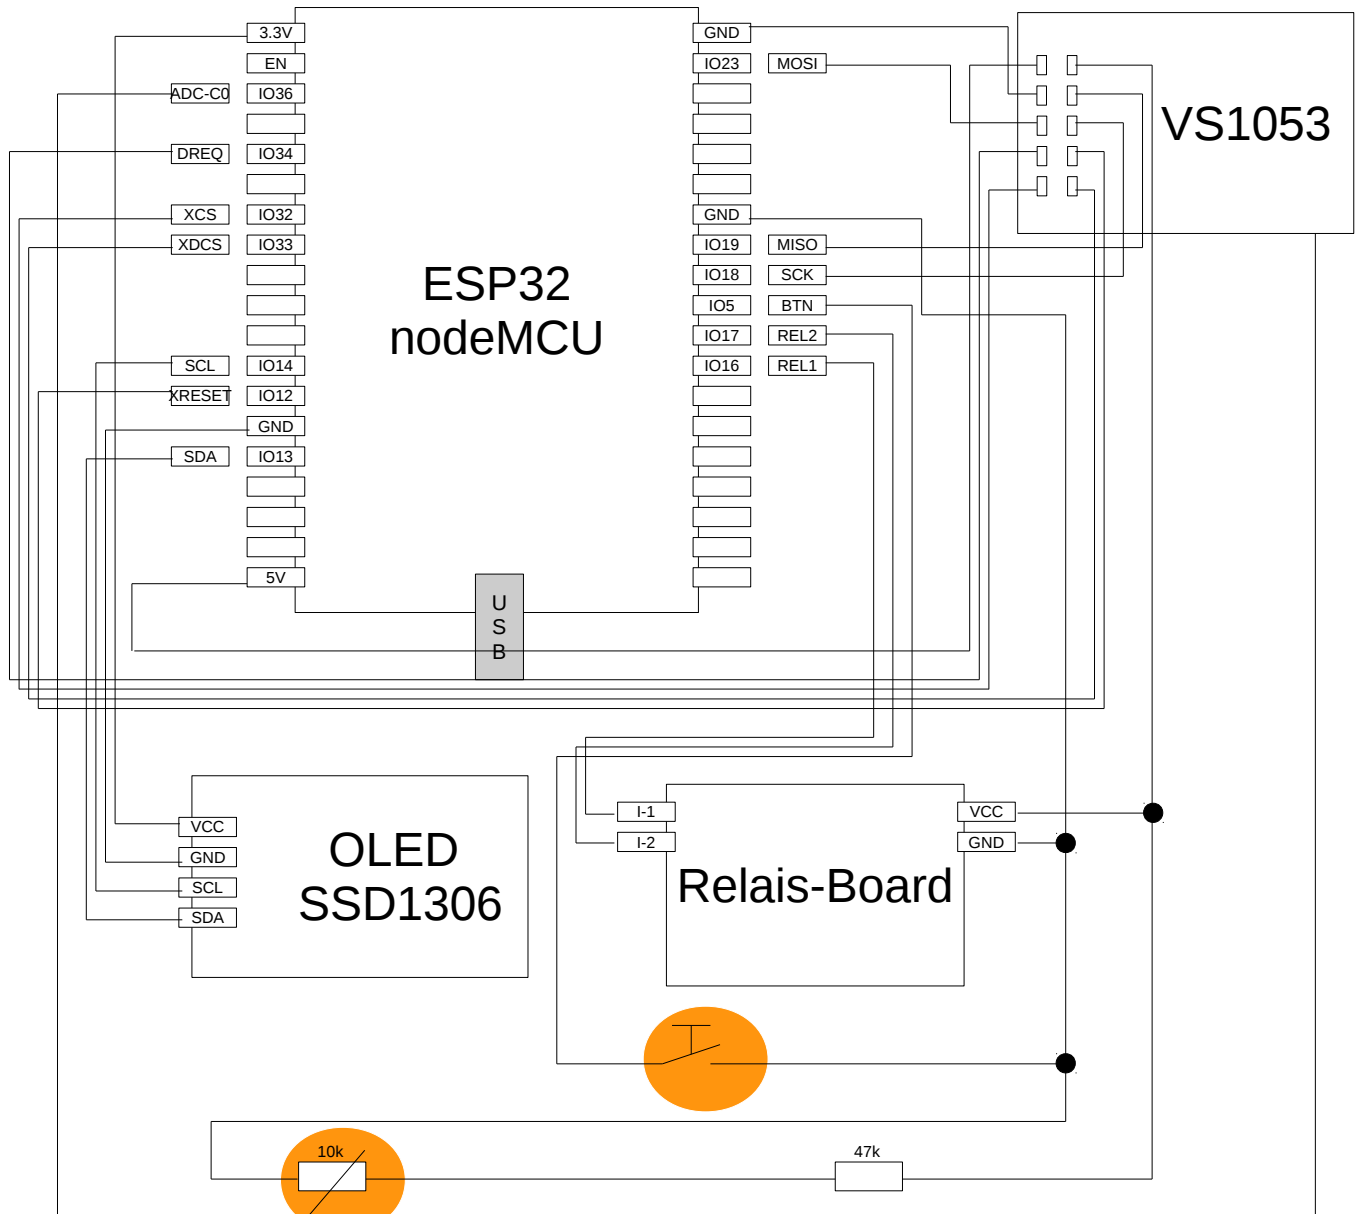 3.3V
GND
EN
IO23 MOSI
ADC-C0 IO36
VS1053
DREQ IO34
XCS IO32
GND
XDCS IO33
IO19 MISO
IO18 SCK
ESP32
nodeMCU
IO5 BTN
IO17 REL2
SCL IO14
IO16 REL1
XRESET IO12
GND
SDA IO13
5V
U
S
B
VCC
GND
SCL
SDA
OLED
SSD1306
I-1
I-2
VCC
GND
Relais-Board
10k
47k